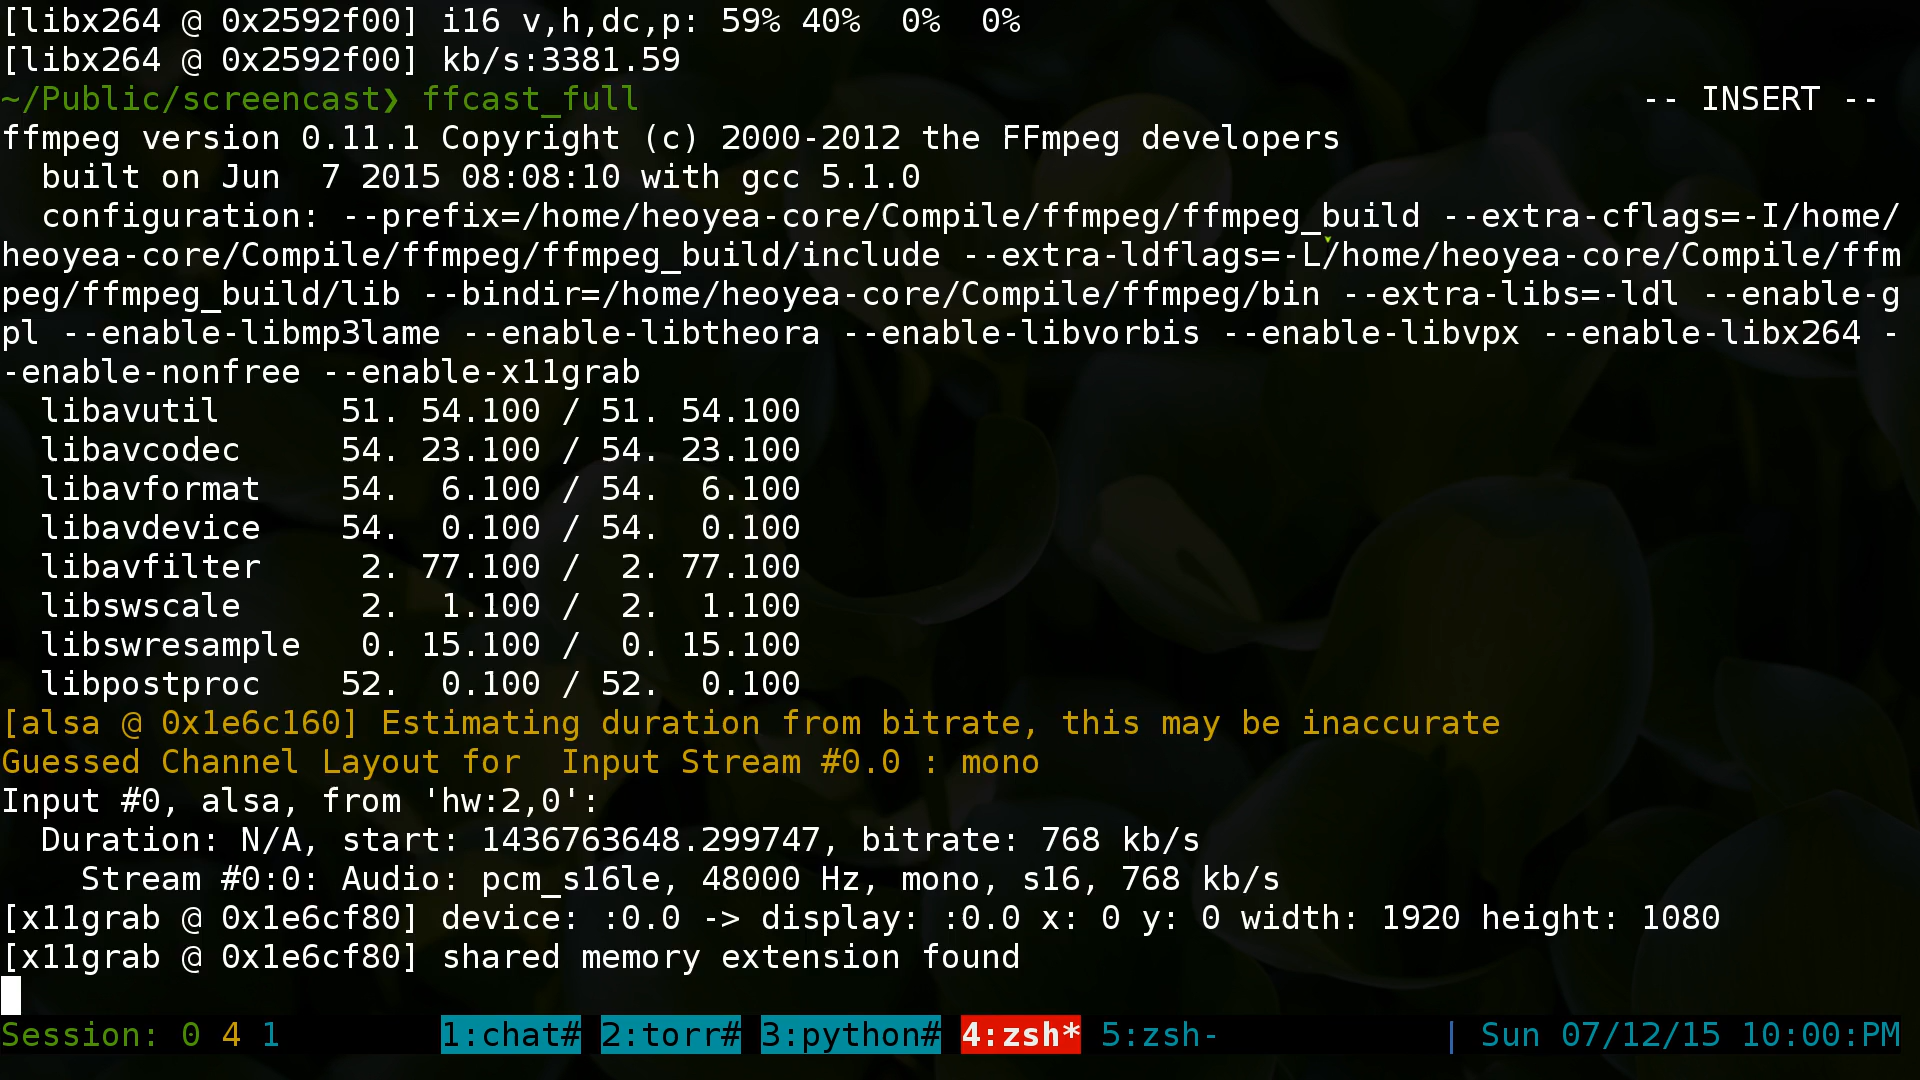 [libx264 @ 0x2592f00] i16 v,h,dc,p: 59% 40%  0%  0%
[libx264 @ 0x2592f00] kb/s:3381.59
~/Public/screencast❯ ffcast_full -- INSERT --
ffmpeg version 0.11.1 Copyright (c) 2000-2012 the FFmpeg developers
  built on Jun  7 2015 08:08:10 with gcc 5.1.0
  configuration: --prefix=/home/heoyea-core/Compile/ffmpeg/ffmpeg_build --extra-cflags=-I/home/
heoyea-core/Compile/ffmpeg/ffmpeg_build/include --extra-ldflags=-L/home/heoyea-core/Compile/ffm
peg/ffmpeg_build/lib --bindir=/home/heoyea-core/Compile/ffmpeg/bin --extra-libs=-ldl --enable-g
pl --enable-libmp3lame --enable-libtheora --enable-libvorbis --enable-libvpx --enable-libx264 -
-enable-nonfree --enable-x11grab
  libavutil      51. 54.100 / 51. 54.100
  libavcodec     54. 23.100 / 54. 23.100
  libavformat    54.  6.100 / 54.  6.100
  libavdevice    54.  0.100 / 54.  0.100
  libavfilter     2. 77.100 /  2. 77.100
  libswscale      2.  1.100 /  2.  1.100
  libswresample   0. 15.100 /  0. 15.100
  libpostproc    52.  0.100 / 52.  0.100
[alsa @ 0x1e6c160] Estimating duration from bitrate, this may be inaccurate
Guessed Channel Layout for  Input Stream #0.0 : mono
Input #0, alsa, from 'hw:2,0':
  Duration: N/A, start: 1436763648.299747, bitrate: 768 kb/s
    Stream #0:0: Audio: pcm_s16le, 48000 Hz, mono, s16, 768 kb/s
[x11grab @ 0x1e6cf80] device: :0.0 -> display: :0.0 x: 0 y: 0 width: 1920 height: 1080
[x11grab @ 0x1e6cf80] shared memory extension found
Session: 0 4 1 1:chat# 2:torr# 3:python# 4:zsh* 5:zsh- | Sun 07/12/15 10:00:PM